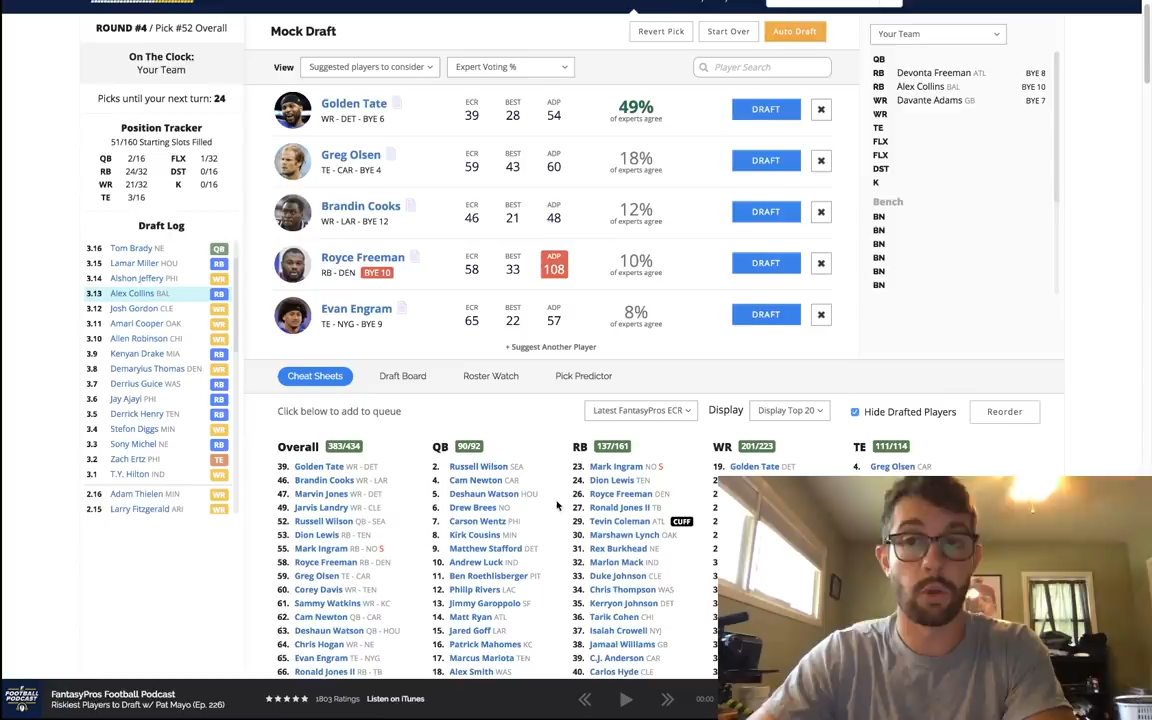 ROUND #4 / Pick #52 Overall
On The Clock:
Your Team
Picks until your next turn: 24
Position Tracker
51/160 Starting Slots Filled
QB 2/16 FLX 1/32
RB 24/32 DST 0/16
WR 21/32 K 0/16
TE 3/16
Draft Log
3.16 Tom Brady NE QB
3.15 Lamar Miller HOU RB
3.14 Alshon Jeffery PHI WR
3.13 Alex Collins BAL RB
3.12 Josh Gordon CLE WR
3.11 Amari Cooper OAK WR
3.10 Allen Robinson CHI WR
3.9 Kenyan Drake MIA RB
3.8 Demaryius Thomas DEN WR
3.7 Derrius Guice WAS RB
3.6 Jay Ajayi PHI RB
3.5 Derrick Henry TEN RB
3.4 Stefon Diggs MIN WR
3.3 Sony Michel NE RB
3.2 Zach Ertz PHI TE
3.1 T.Y. Hilton IND WR
2.16 Adam Thielen MIN WR
2.15 Larry Fitzgerald ARI WR
Mock Draft
Revert Pick Start Over Auto Draft
View Suggested players to consider Expert Voting % Player Search
Golden Tate ECR BEST ADP 49% DRAFT ✖
WR - DET - BYE 6 39 28 54 of experts agree
Greg Olsen ECR BEST ADP 18% DRAFT ✖
TE - CAR - BYE 4 59 43 60 of experts agree
Brandin Cooks ECR BEST ADP 12% DRAFT ✖
WR - LAR - BYE 12 46 21 48 of experts agree
Royce Freeman ECR BEST ADP 10% DRAFT ✖
RB - DEN BYE 10 58 33 108 of experts agree
Evan Engram ECR BEST ADP 8% DRAFT ✖
TE - NYG - BYE 9 65 22 57 of experts agree
+ Suggest Another Player
Your Team
QB
RB Devonta Freeman ATL BYE 8
RB Alex Collins BAL BYE 10
WR Davante Adams GB BYE 7
WR
TE
FLX
FLX
DST
K
Bench
BN
BN
BN
BN
BN
BN
Cheat Sheets Draft Board Roster Watch Pick Predictor
Click below to add to queue Latest FantasyPros ECR Display Display Top 20 Hide Drafted Players Reorder
Overall 383/434
39. Golden Tate WR - DET
46. Brandin Cooks WR - LAR
47. Marvin Jones WR - DET
49. Jarvis Landry WR - CLE
52. Russell Wilson QB - SEA
53. Dion Lewis RB - TEN
55. Mark Ingram RB - NO S
58. Royce Freeman RB - DEN
59. Greg Olsen TE - CAR
60. Corey Davis WR - TEN
61. Sammy Watkins WR - KC
62. Cam Newton QB - CAR
63. Deshaun Watson QB - HOU
64. Chris Hogan WR - NE
65. Evan Engram TE - NYG
66. Ronald Jones II RB - TB
QB 90/92
2. Russell Wilson SEA
4. Cam Newton CAR
5. Deshaun Watson HOU
6. Drew Brees NO
7. Carson Wentz PHI
8. Kirk Cousins MIN
9. Matthew Stafford DET
10. Andrew Luck IND
11. Ben Roethlisberger PIT
12. Philip Rivers LAC
13. Jimmy Garoppolo SF
14. Matt Ryan ATL
15. Jared Goff LAR
16. Patrick Mahomes KC
17. Marcus Mariota TEN
18. Alex Smith WAS
RB 137/161
23. Mark Ingram NO S
24. Dion Lewis TEN
26. Royce Freeman DEN
27. Ronald Jones II TB
29. Tevin Coleman ATL CUFF
30. Marshawn Lynch OAK
31. Rex Burkhead NE
32. Marlon Mack IND
33. Duke Johnson CLE
34. Chris Thompson WAS
35. Kerryon Johnson DET
36. Tarik Cohen CHI
37. Isaiah Crowell NYJ
38. Jamaal Williams GB
39. C.J. Anderson CAR
40. Carlos Hyde CLE
WR 201/223
19. Golden Tate DET
TE 111/114
4. Greg Olsen CAR
FOOTBALL PODCAST
FantasyPros Football Podcast
Riskiest Players to Draft w/ Pat Mayo (Ep. 226)
1803 Ratings Listen on iTunes
00:00